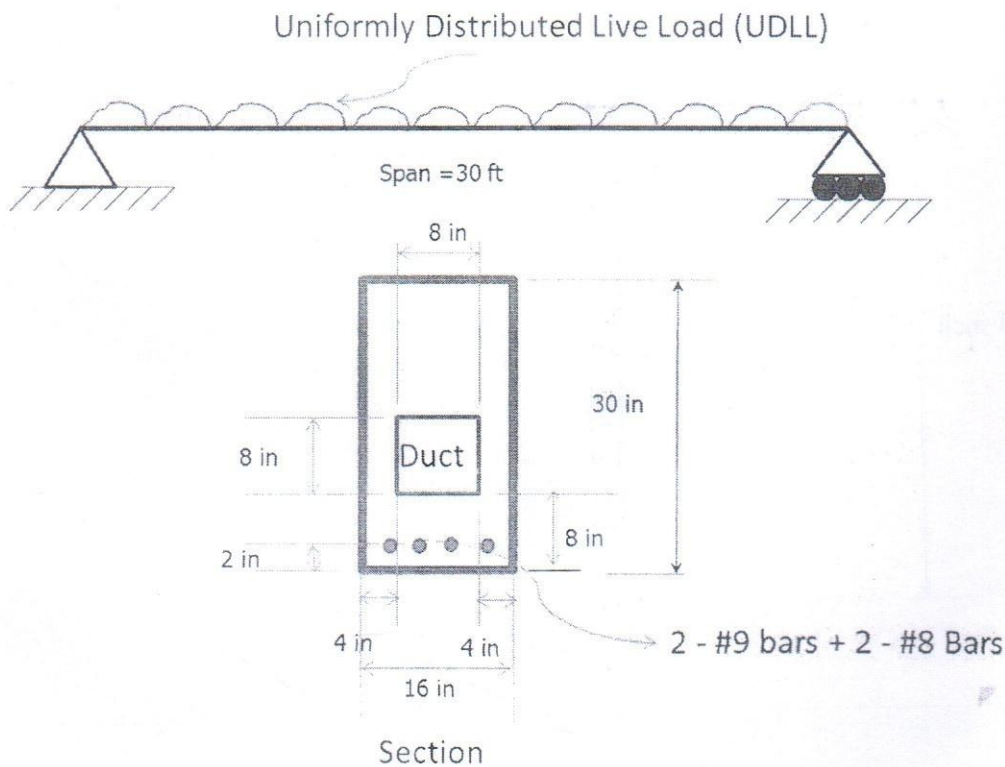 Uniformly Distributed Live Load (UDLL)
Span =30 ft
8 in
30 in
8 in
Duct
8 in
2 in
4 in
4 in
2 - #9 bars + 2 - #8 Bars
16 in
Section